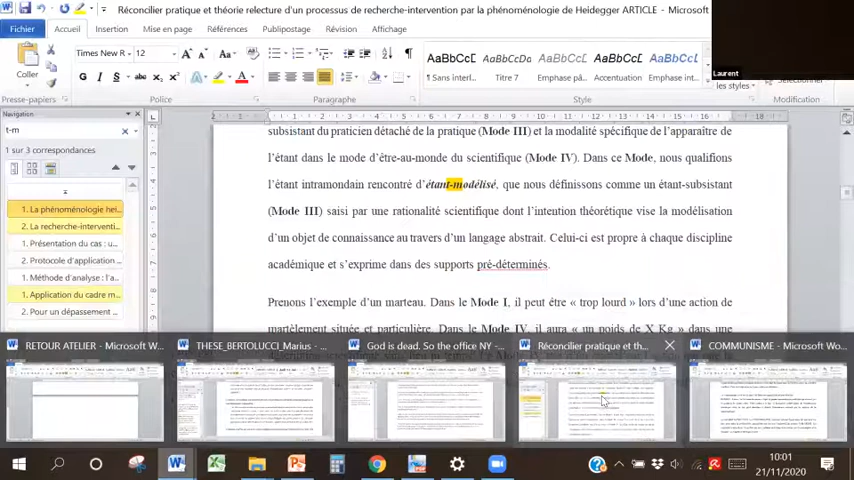 Réconcilier pratique et théorie relecture d'un processus de recherche-intervention par la phénoménologie de Heidegger ARTICLE - Microsoft
Laurent
Fichier Accueil Insertion Mise en page Références Publipostage Révision Affichage
Times New R 12
Coller
AaBbCcI AaBbCcDc AaBbCcI AaBbCcDc AaBbCcL
¶ Sans interl... Titre 7 Emphase pâ... Accentuation Emphase inte...
les styles
Presse-papiers Police Paragraphe Style Modification
Navigation
t-m
1 sur 3 correspondances
1. La phénoménologie hei...
2. La recherche-interventi...
1. Présentation du cas : u...
2. Protocole d'application ...
1. Méthode d'analyse : l'a...
1. Application du cadre m...
2. Pour un dépassement ...
subsistant du praticien détaché de la pratique (Mode III) et la modalité spécifique de l'apparaître de
l'étant dans le mode d'être-au-monde du scientifique (Mode IV). Dans ce Mode, nous qualifions
l'étant intramondain rencontré d'étant-modélisé, que nous définissons comme un étant-subsistant
(Mode III) saisi par une rationalité scientifique dont l'intention théorétique vise la modélisation
d'un objet de connaissance au travers d'un langage abstrait. Celui-ci est propre à chaque discipline
académique et s'exprime dans des supports pré-déterminés.
Prenons l'exemple d'un marteau. Dans le Mode I, il peut être « trop lourd » lors d'une action de
martèlement située et particulière. Dans le Mode IV, il aura « un poids de X Kg » dans une
RETOUR ATELIER - Microsoft W... THESE_BERTOLUCCI_Marius - ... God is dead. So the office NY - ... Réconcilier pratique et th... COMMUNISME - Microsoft Wo...
10:01
21/11/2020